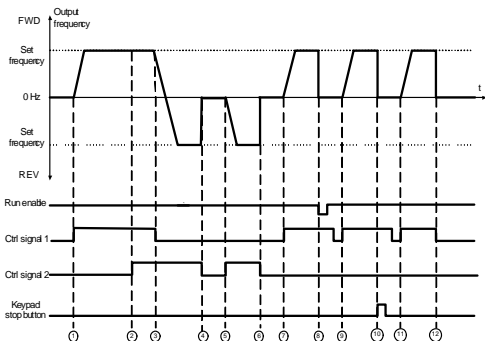 FWD
Output
frequency
Set
frequency
0 Hz
t
Set
frequency
REV
Run enable
Ctrl signal 1
Ctrl signal 2
Keypad
stop button
1 2 3 4 5 6 7 8 9 10 11 12